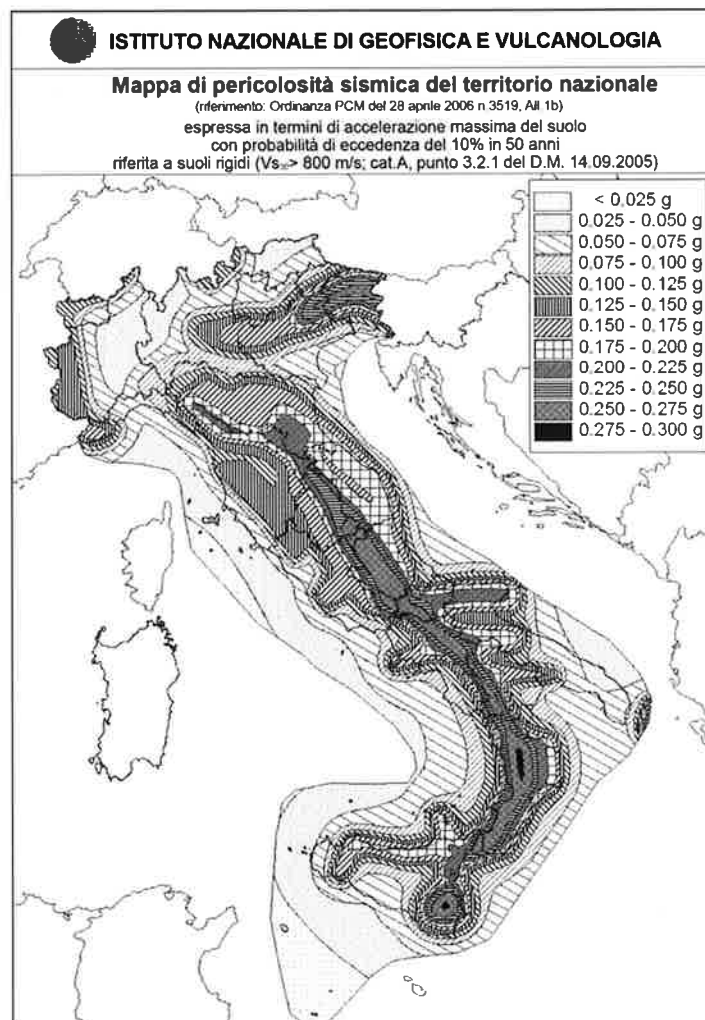 ISTITUTO NAZIONALE DI GEOFISICA E VULCANOLOGIA
Mappa di pericolosità sismica del territorio nazionale
(riferimento: Ordinanza PCM del 28 aprile 2006 n.3519, All.1b)
espressa in termini di accelerazione massima del suolo
con probabilità di eccedenza del 10% in 50 anni
riferita a suoli rigidi (Vs₃₀> 800 m/s; cat.A, punto 3.2.1 del D.M. 14.09.2005)
< 0.025 g
0.025 - 0.050 g
0.050 - 0.075 g
0.075 - 0.100 g
0.100 - 0.125 g
0.125 - 0.150 g
0.150 - 0.175 g
0.175 - 0.200 g
0.200 - 0.225 g
0.225 - 0.250 g
0.250 - 0.275 g
0.275 - 0.300 g